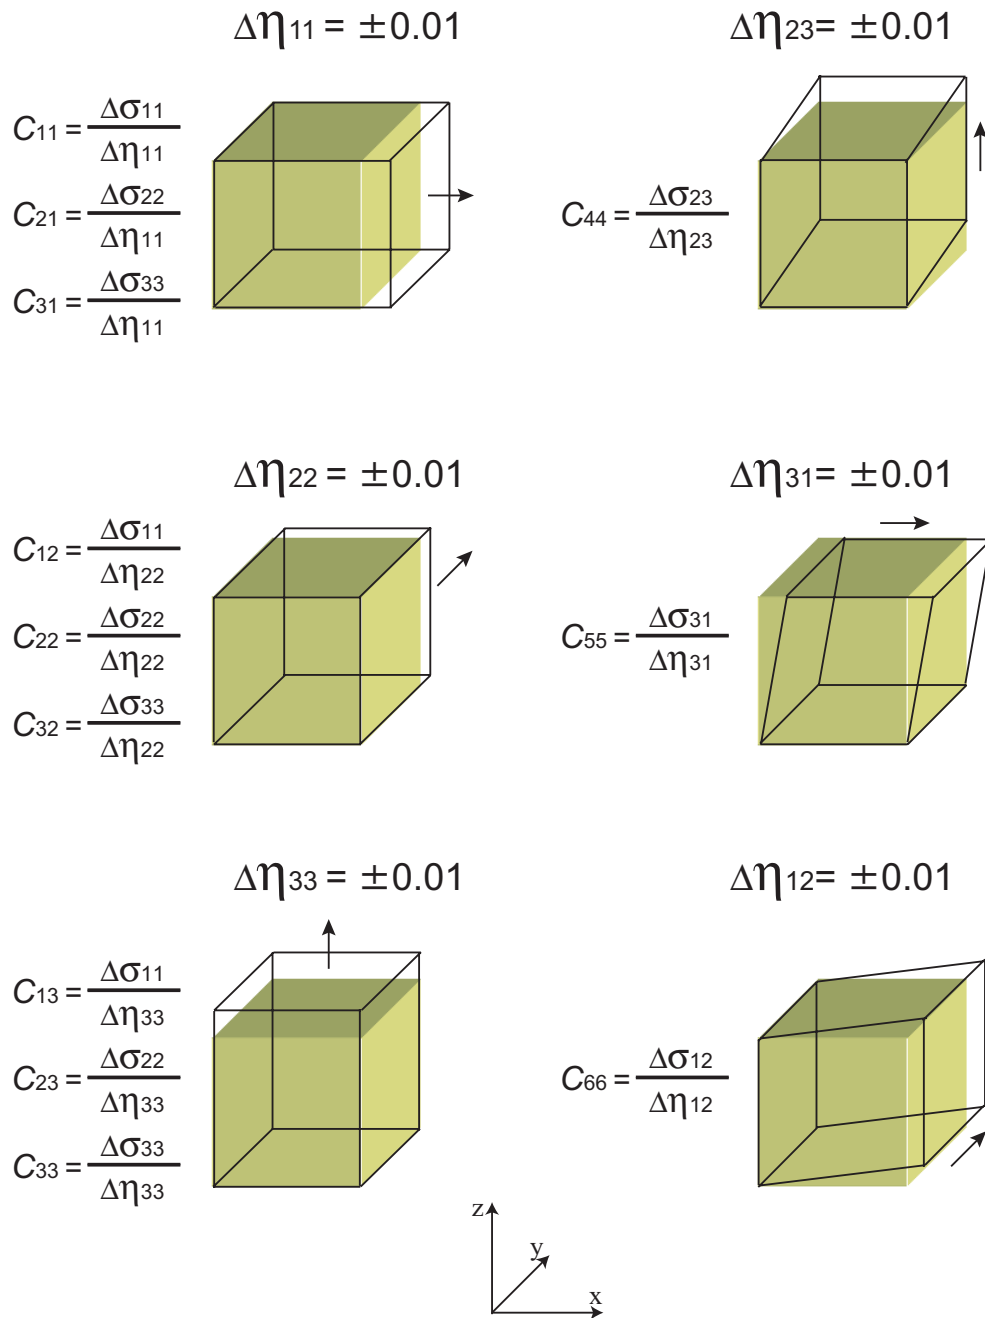 Δη11 = ±0.01
C11 = Δσ11 / Δη11
C21 = Δσ22 / Δη11
C31 = Δσ33 / Δη11
Δη23= ±0.01
C44 = Δσ23 / Δη23
Δη22 = ±0.01
C12 = Δσ11 / Δη22
C22 = Δσ22 / Δη22
C32 = Δσ33 / Δη22
Δη31= ±0.01
C55 = Δσ31 / Δη31
Δη33 = ±0.01
C13 = Δσ11 / Δη33
C23 = Δσ22 / Δη33
C33 = Δσ33 / Δη33
Δη12= ±0.01
C66 = Δσ12 / Δη12
z
y
x